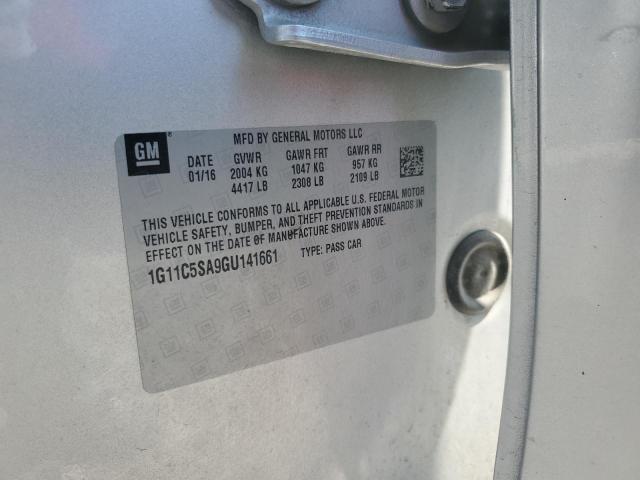 GM
MFD BY GENERAL MOTORS LLC
DATE GVWR GAWR FRT GAWR RR
01/16 2004 KG 1047 KG 957 KG
4417 LB 2308 LB 2109 LB
THIS VEHICLE CONFORMS TO ALL APPLICABLE U.S. FEDERAL MOTOR
VEHICLE SAFETY, BUMPER, AND THEFT PREVENTION STANDARDS IN
EFFECT ON THE DATE OF MANUFACTURE SHOWN ABOVE.
1G11C5SA9GU141661 TYPE: PASS CAR